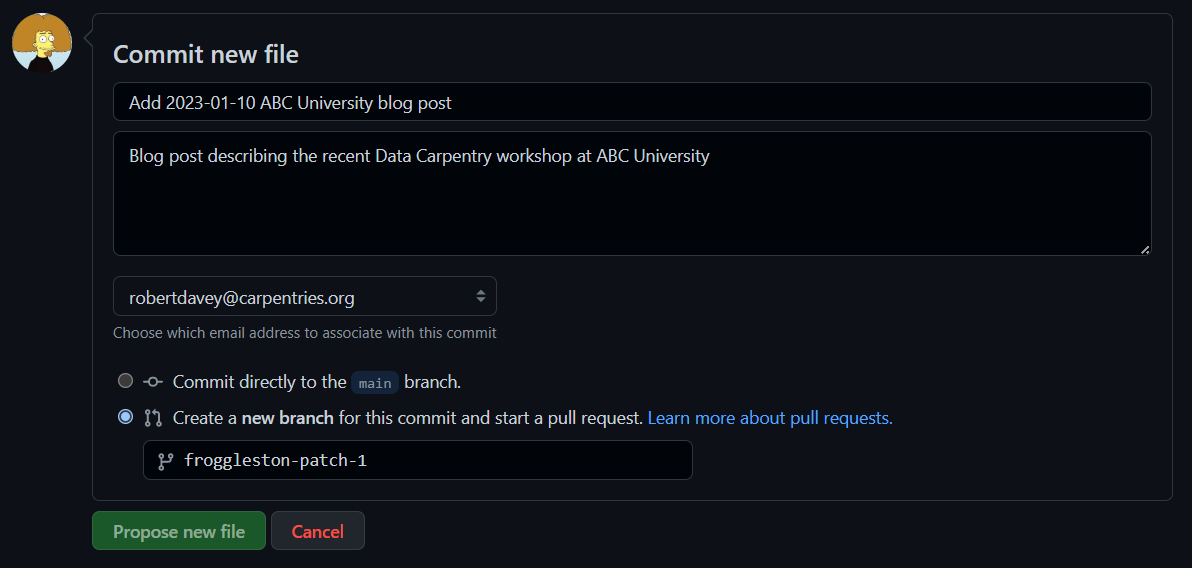 Commit new file
Add 2023-01-10 ABC University blog post
Blog post describing the recent Data Carpentry workshop at ABC University
robertdavey@carpentries.org
Choose which email address to associate with this commit
Commit directly to the main branch.
Create a new branch for this commit and start a pull request. Learn more about pull requests.
froggleston-patch-1
Propose new file Cancel